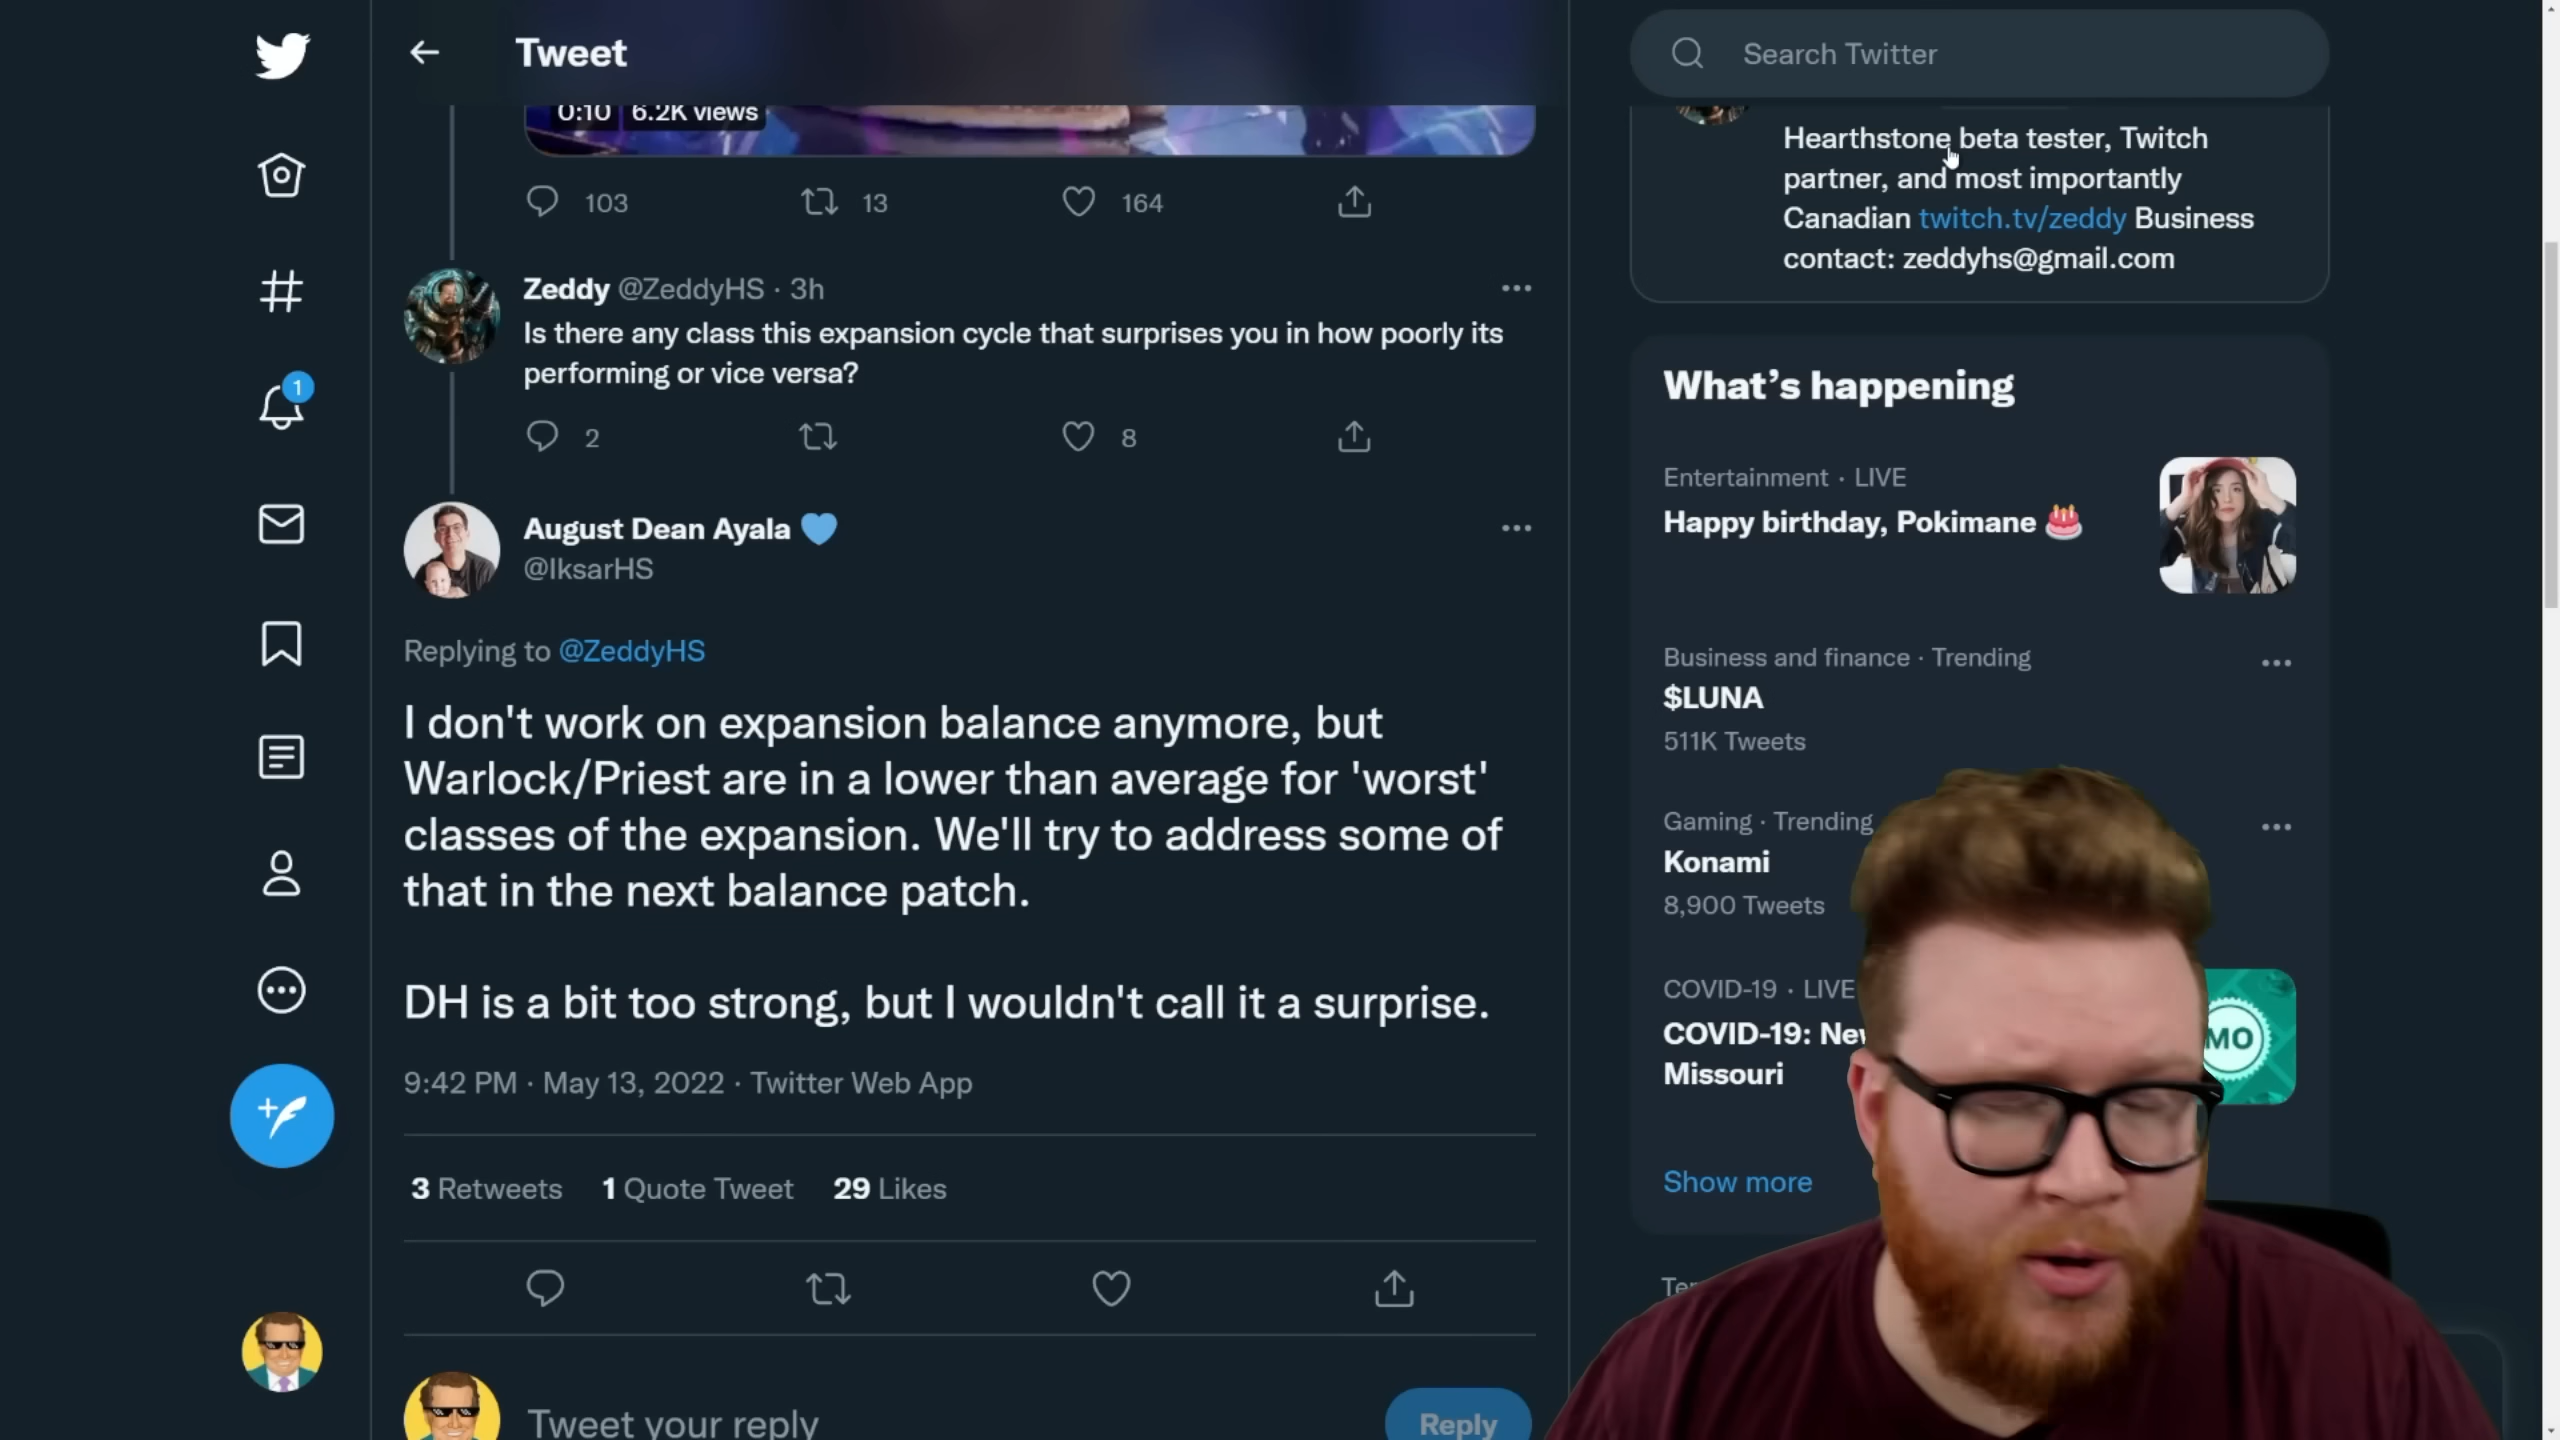 Tweet
Search Twitter
0:10 6.2K views
103 13 164
Zeddy @ZeddyHS · 3h
Is there any class this expansion cycle that surprises you in how poorly its
performing or vice versa?
2 8
1
August Dean Ayala 💙
@IksarHS
Replying to @ZeddyHS
I don't work on expansion balance anymore, but
Warlock/Priest are in a lower than average for 'worst'
classes of the expansion. We'll try to address some of
that in the next balance patch.
DH is a bit too strong, but I wouldn't call it a surprise.
9:42 PM · May 13, 2022 · Twitter Web App
3 Retweets 1 Quote Tweet 29 Likes
Tweet your reply
Reply
Hearthstone beta tester, Twitch
partner, and most importantly
Canadian twitch.tv/zeddy Business
contact: zeddyhs@gmail.com
What's happening
Entertainment · LIVE
Happy birthday, Pokimane 🎂
Business and finance · Trending
$LUNA
511K Tweets
Gaming · Trending
Konami
8,900 Tweets
COVID-19 · LIVE
COVID-19:
Missouri
MO
Show more